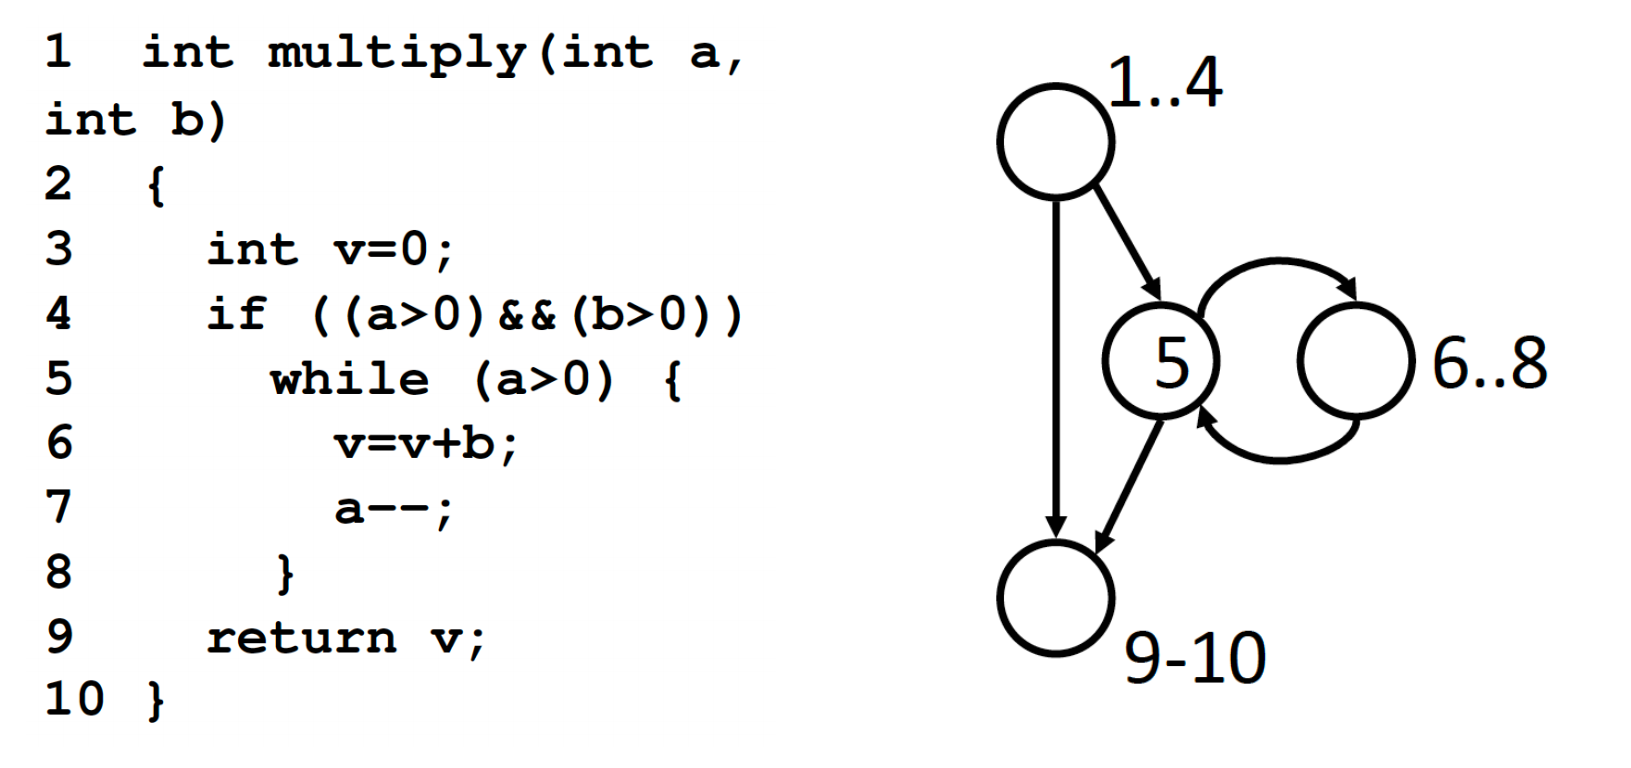 1 int multiply(int a,
int b)
2 {
3 int v=0;
4 if ((a>0)&&(b>0))
5 while (a>0) {
6 v=v+b;
7 a--;
8 }
9 return v;
10 }
1..4
5
6..8
9-10